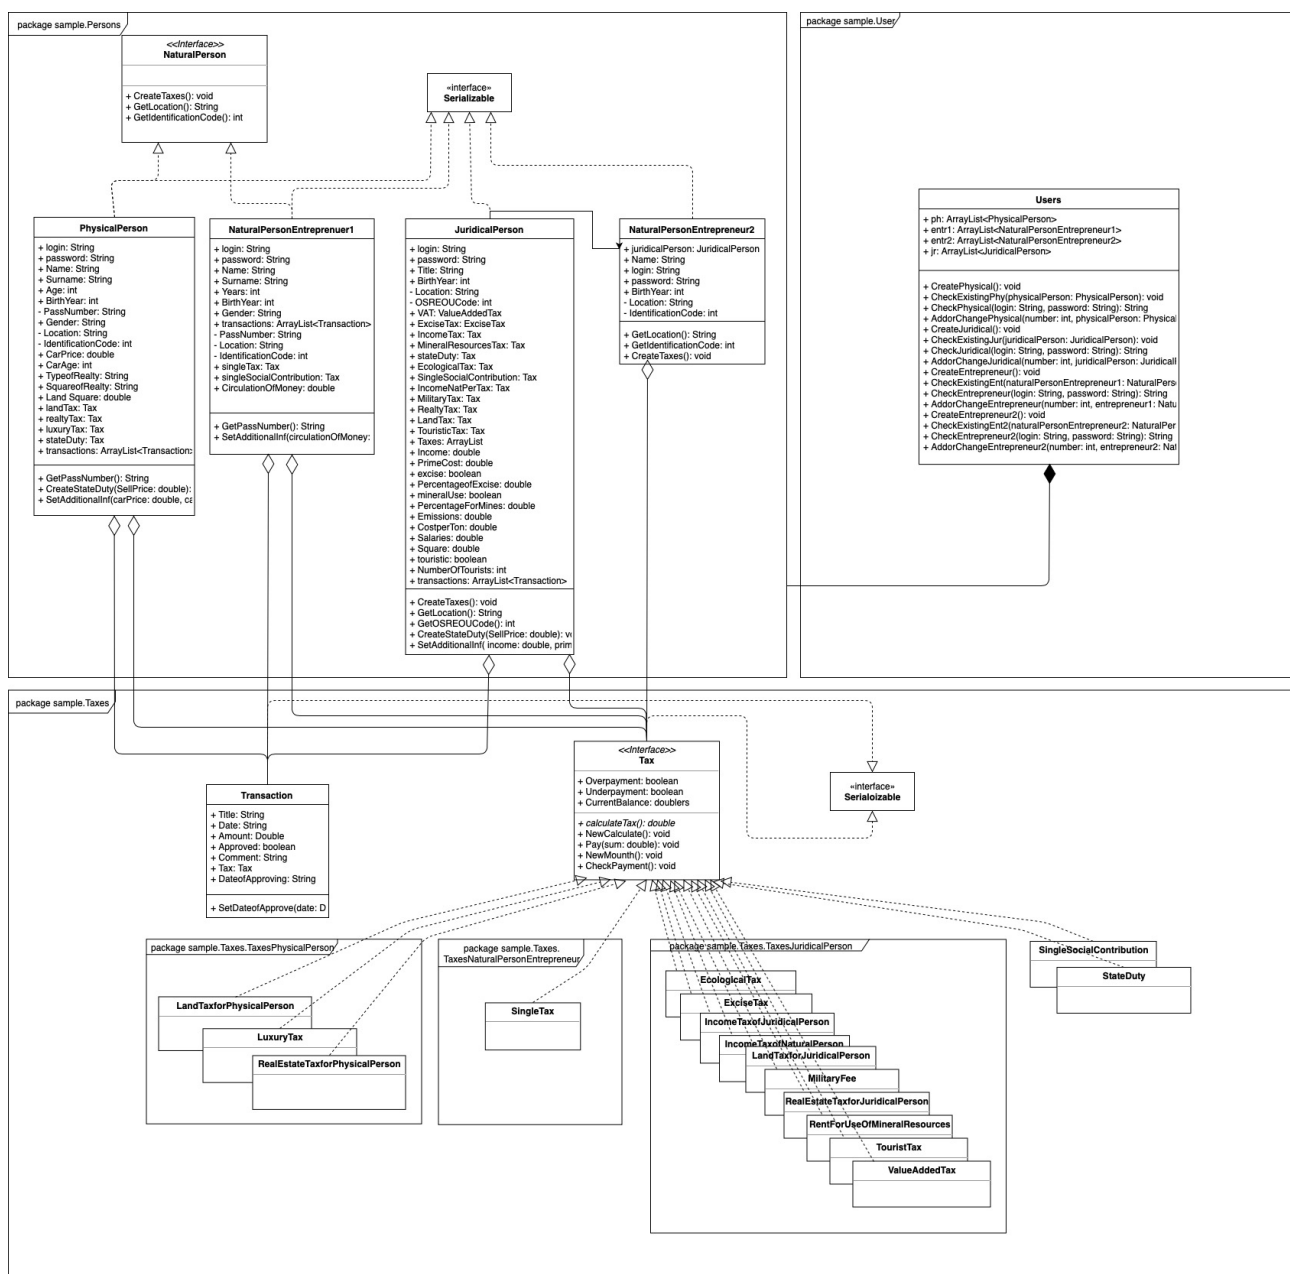 package sample.Persons
<<Interface>>
NaturalPerson
+ CreateTaxes(): void
+ GetLocation(): String
+ GetIdentificationCode(): int
«interface»
Serializable
PhysicalPerson
+ login: String
+ password: String
+ Name: String
+ Surname: String
+ Age: int
+ BirthYear: int
- PassNumber: String
+ Gender: String
- Location: String
- IdentificationCode: int
+ CarPrice: double
+ CarAge: int
+ TypeofRealty: String
+ SquareofRealty: String
+ Land Square: double
+ landTax: Tax
+ realtyTax: Tax
+ luxuryTax: Tax
+ stateDuty: Tax
+ transactions: ArrayList<Transaction>
+ GetPassNumber(): String
+ CreateStateDuty(SellPrice: double):
+ SetAdditionalInf(carPrice: double, ca
NaturalPersonEntreprenuer1
+ login: String
+ password: String
+ Name: String
+ Surname: String
+ Years: int
+ BirthYear: int
+ Gender: String
+ transactions: ArrayList<Transaction>
- PassNumber: String
- Location: String
- IdentificationCode: int
+ singleTax: Tax
+ singleSocialContribution: Tax
+ CirculationOfMoney: double
+ GetPassNumber(): String
+ SetAdditionalInf(circulationOfMoney:
JuridicalPerson
+ login: String
+ password: String
+ Title: String
+ BirthYear: int
- Location: String
- OSREOUCode: int
+ VAT: ValueAddedTax
+ ExciseTax: ExciseTax
+ IncomeTax: Tax
+ MineralResourcesTax: Tax
+ stateDuty: Tax
+ EcologicalTax: Tax
+ SingleSocialContribution: Tax
+ IncomeNatPerTax: Tax
+ MilitaryTax: Tax
+ RealtyTax: Tax
+ LandTax: Tax
+ TouristicTax: Tax
+ Taxes: ArrayList
+ Income: double
+ PrimeCost: double
+ excise: boolean
+ PercentageofExcise: double
+ mineralUse: boolean
+ PercentageForMines: double
+ Emissions: double
+ CostperTon: double
+ Salaries: double
+ Square: double
+ touristic: boolean
+ NumberOfTourists: int
+ transactions: ArrayList<Transaction>
+ CreateTaxes(): void
+ GetLocation(): String
+ GetOSREOUCode(): int
+ CreateStateDuty(SellPrice: double): v
+ SetAdditionalInf( income: double, prim
NaturalPersonEntrepreneur2
+ juridicalPerson: JuridicalPerson
+ Name: String
+ login: String
+ password: String
+ BirthYear: int
- Location: String
- IdentificationCode: int
+ GetLocation(): String
+ GetIdentificationCode: int
+ CreateTaxes(): void
package sample.User
Users
+ ph: ArrayList<PhysicalPerson>
+ entr1: ArrayList<NaturalPersonEntrepreneur1>
+ entr2: ArrayList<NaturalPersonEntrepreneur2>
+ jr: ArrayList<JuridicalPerson>
+ CreatePhysical(): void
+ CheckExistingPhy(physicalPerson: PhysicalPerson): void
+ CheckPhysical(login: String, password: String): String
+ AddorChangePhysical(number: int, physicalPerson: Physical
+ CreateJuridical(): void
+ CheckExistingJur(juridicalPerson: JuridicalPerson): void
+ CheckJuridical(login: String, password: String): String
+ AddorChangeJuridical(number: int, juridicalPerson: Juridicall
+ CreateEntrepreneur(): void
+ CheckExistingEnt(naturalPersonEntrepreneur1: NaturalPers
+ CheckEntrepreneur(login: String, password: String): String
+ AddorChangeEntrepreneur(number: int, entrepreneur1: Natu
+ CreateEntrepreneur2(): void
+ CheckExistingEnt2(naturalPersonEntrepreneur2: NaturalPer
+ CheckEntrepreneur2(login: String, password: String): String
+ AddorChangeEntrepreneur2(number: int, entrepreneur2: Nat
package sample.Taxes
Transaction
+ Title: String
+ Date: String
+ Amount: Double
+ Approved: boolean
+ Comment: String
+ Tax: Tax
+ DateofApproving: String
+ SetDateofApprove(date: D
<<Interface>>
Tax
+ Overpayment: boolean
+ Underpayment: boolean
+ CurrentBalance: doublers
+ calculateTax(): double
+ NewCalculate(): void
+ Pay(sum: double): void
+ NewMounth(): void
+ CheckPayment(): void
«interface»
Serialoizable
package sample.Taxes.TaxesPhysicalPerson
LandTaxforPhysicalPerson
LuxuryTax
RealEstateTaxforPhysicalPerson
package sample.Taxes.
TaxesNaturalPersonEntrepreneur
SingleTax
package sample.Taxes.TaxesJuridicalPerson
EcologicalTax
ExciseTax
IncomeTaxofJuridicalPerson
IncomeTaxofNaturalPerson
LandTaxforJuridicalPerson
MilitaryFee
RealEstateTaxforJuridicalPerson
RentForUseOfMineralResources
TouristTax
ValueAddedTax
SingleSocialContribution
StateDuty